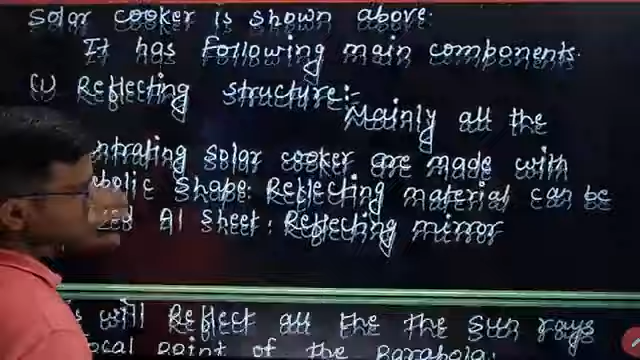 Solar cooker is shown above:
It has following main components.
(i) Reflecting structure:-
Mainly all the
ntrating solar cooker are made with
bolic shape. Reflecting material can be
Al sheet, Reflecting mirror
will Reflect all the the sun rays
focal point of the Parabola.